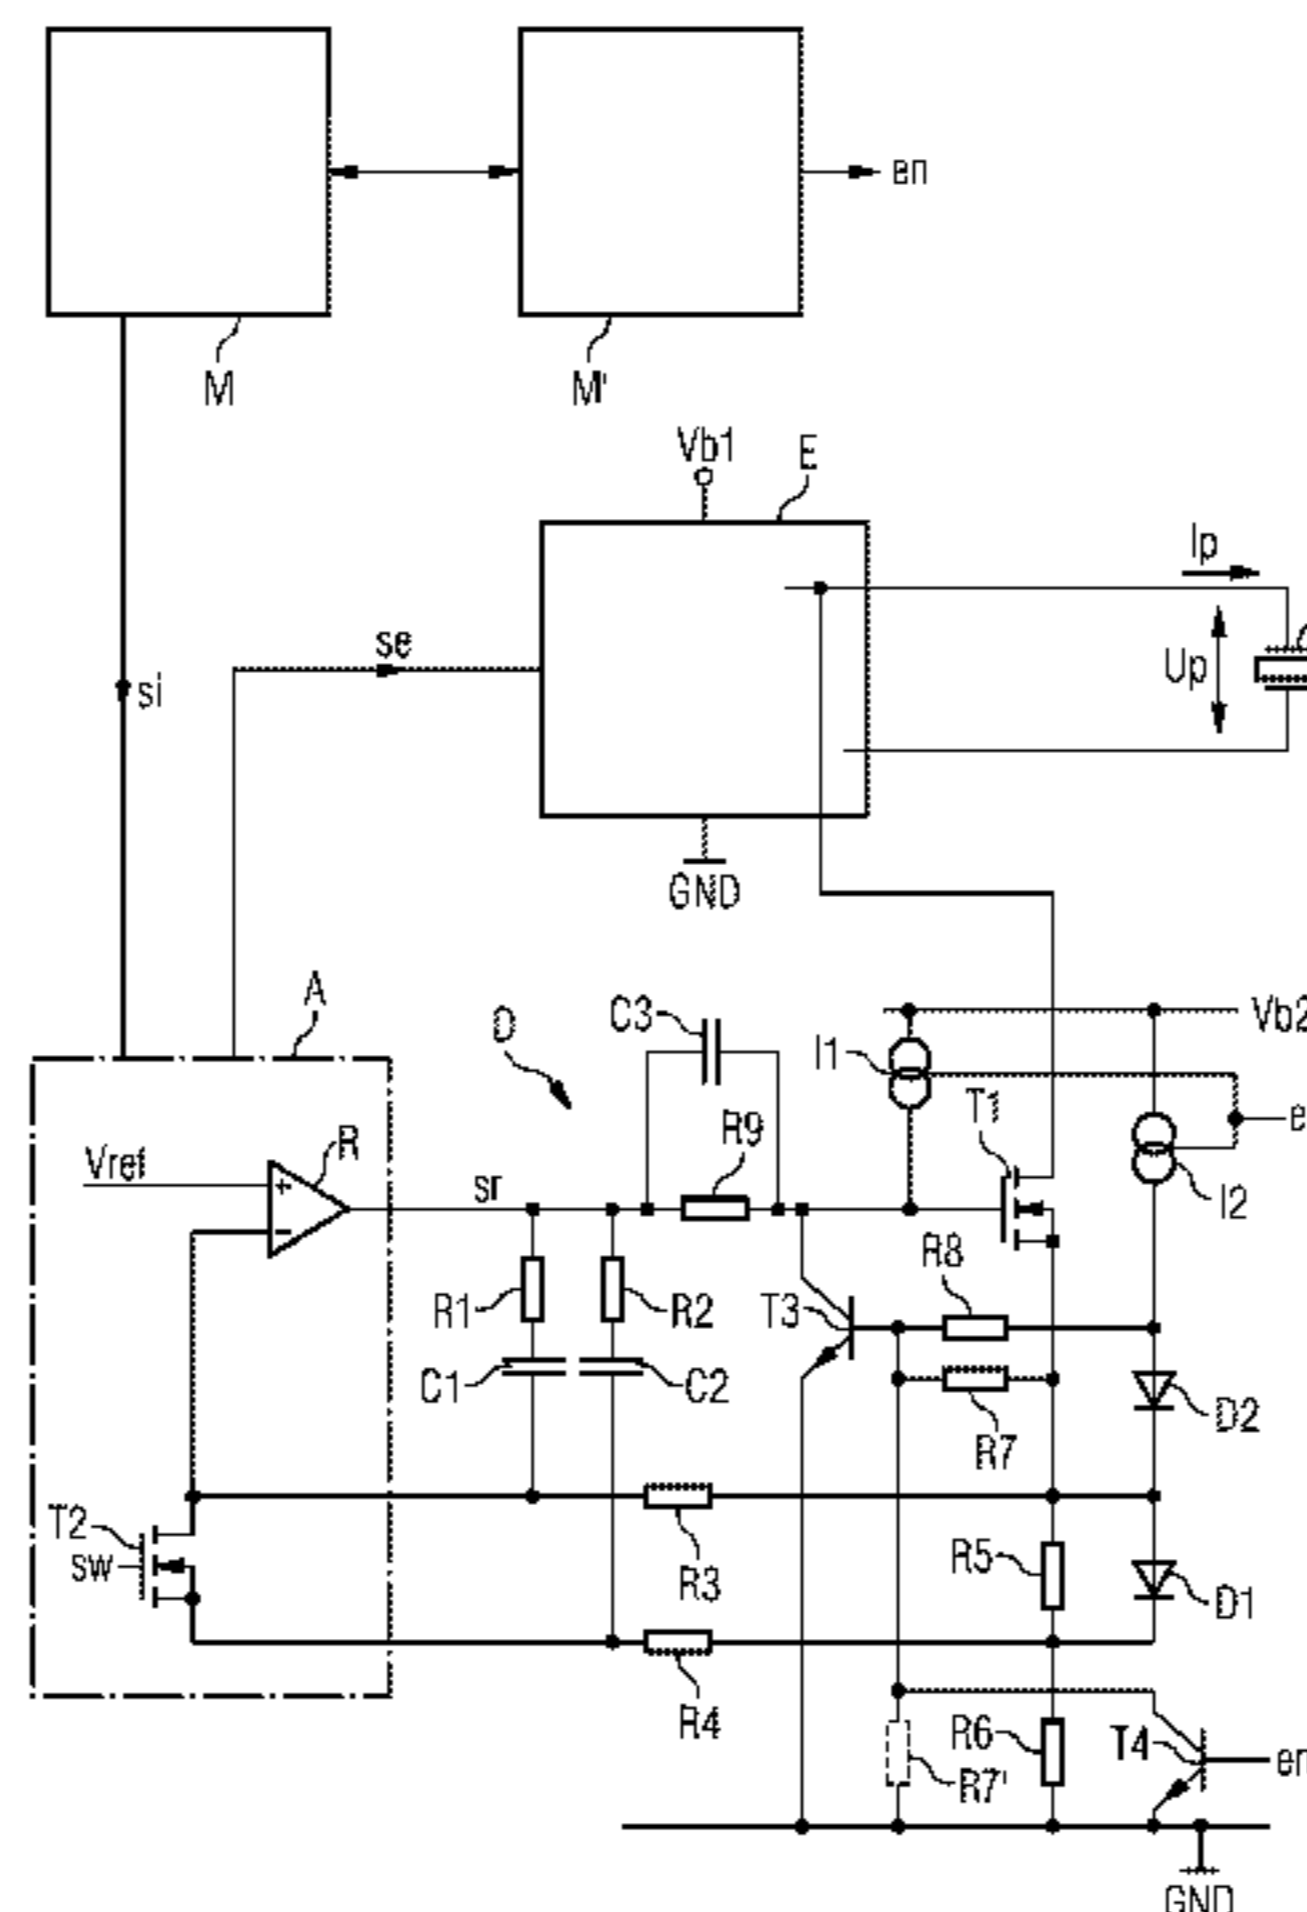 en
M
M'
Vb1
E
Ip
Up
se
si
GND
A
D
C3
I1
Vb2
T1
e
R9
Vref
R
+
-
sr
I2
R8
R1
R2
T3
C1
C2
D2
R7
T2
sw
R3
R5
D1
R4
R6
T4
R7'
en
GND